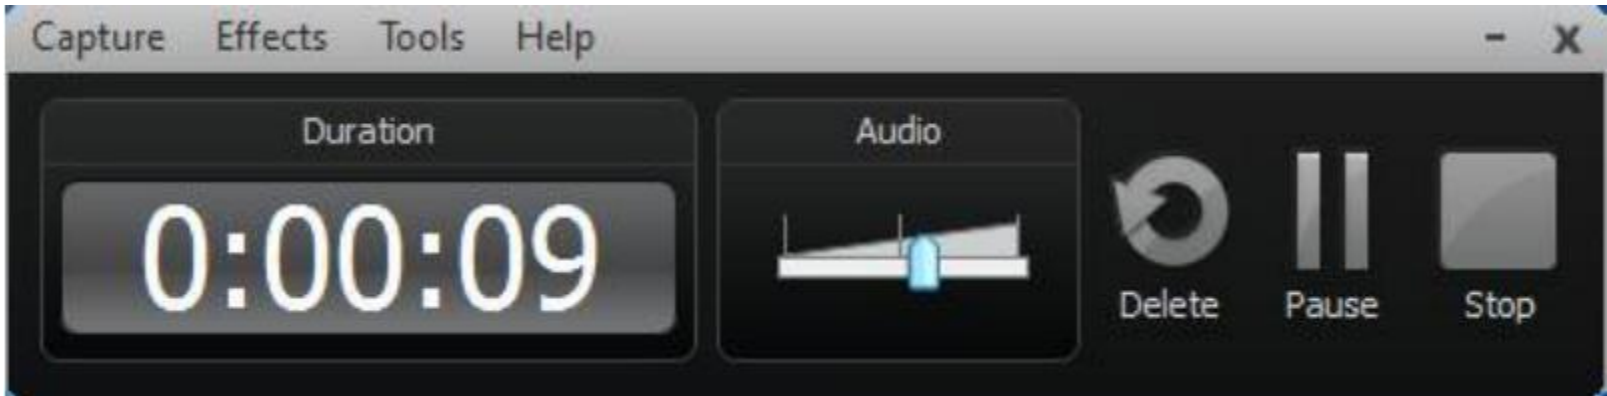 Capture Effects Tools Help - x
Duration
0:00:09
Audio
Delete
Pause
Stop